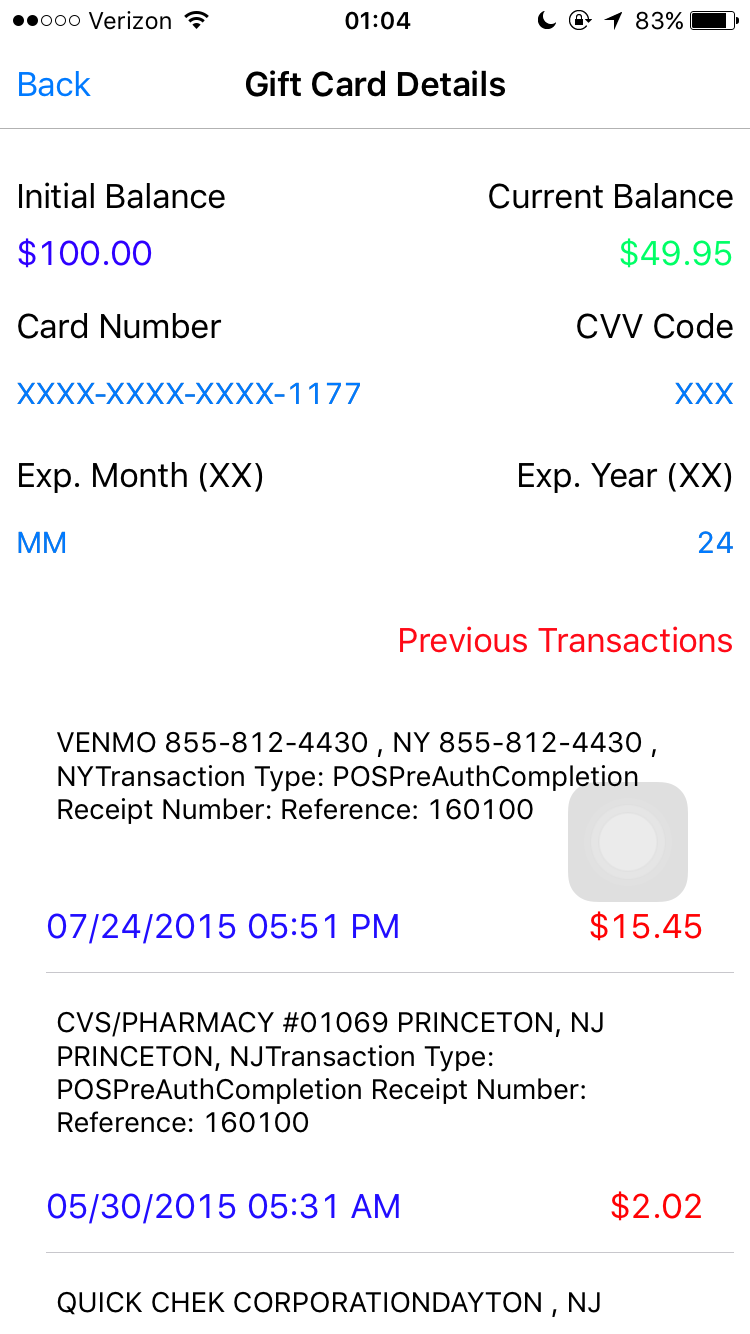 Verizon 01:04 83%
Back Gift Card Details
Initial Balance Current Balance
$100.00 $49.95
Card Number CVV Code
XXXX-XXXX-XXXX-1177 XXX
Exp. Month (XX) Exp. Year (XX)
MM 24
Previous Transactions
VENMO 855-812-4430 , NY 855-812-4430 ,
NYTransaction Type: POSPreAuthCompletion
Receipt Number: Reference: 160100
07/24/2015 05:51 PM $15.45
CVS/PHARMACY #01069 PRINCETON, NJ
PRINCETON, NJTransaction Type:
POSPreAuthCompletion Receipt Number:
Reference: 160100
05/30/2015 05:31 AM $2.02
QUICK CHEK CORPORATIONDAYTON , NJ